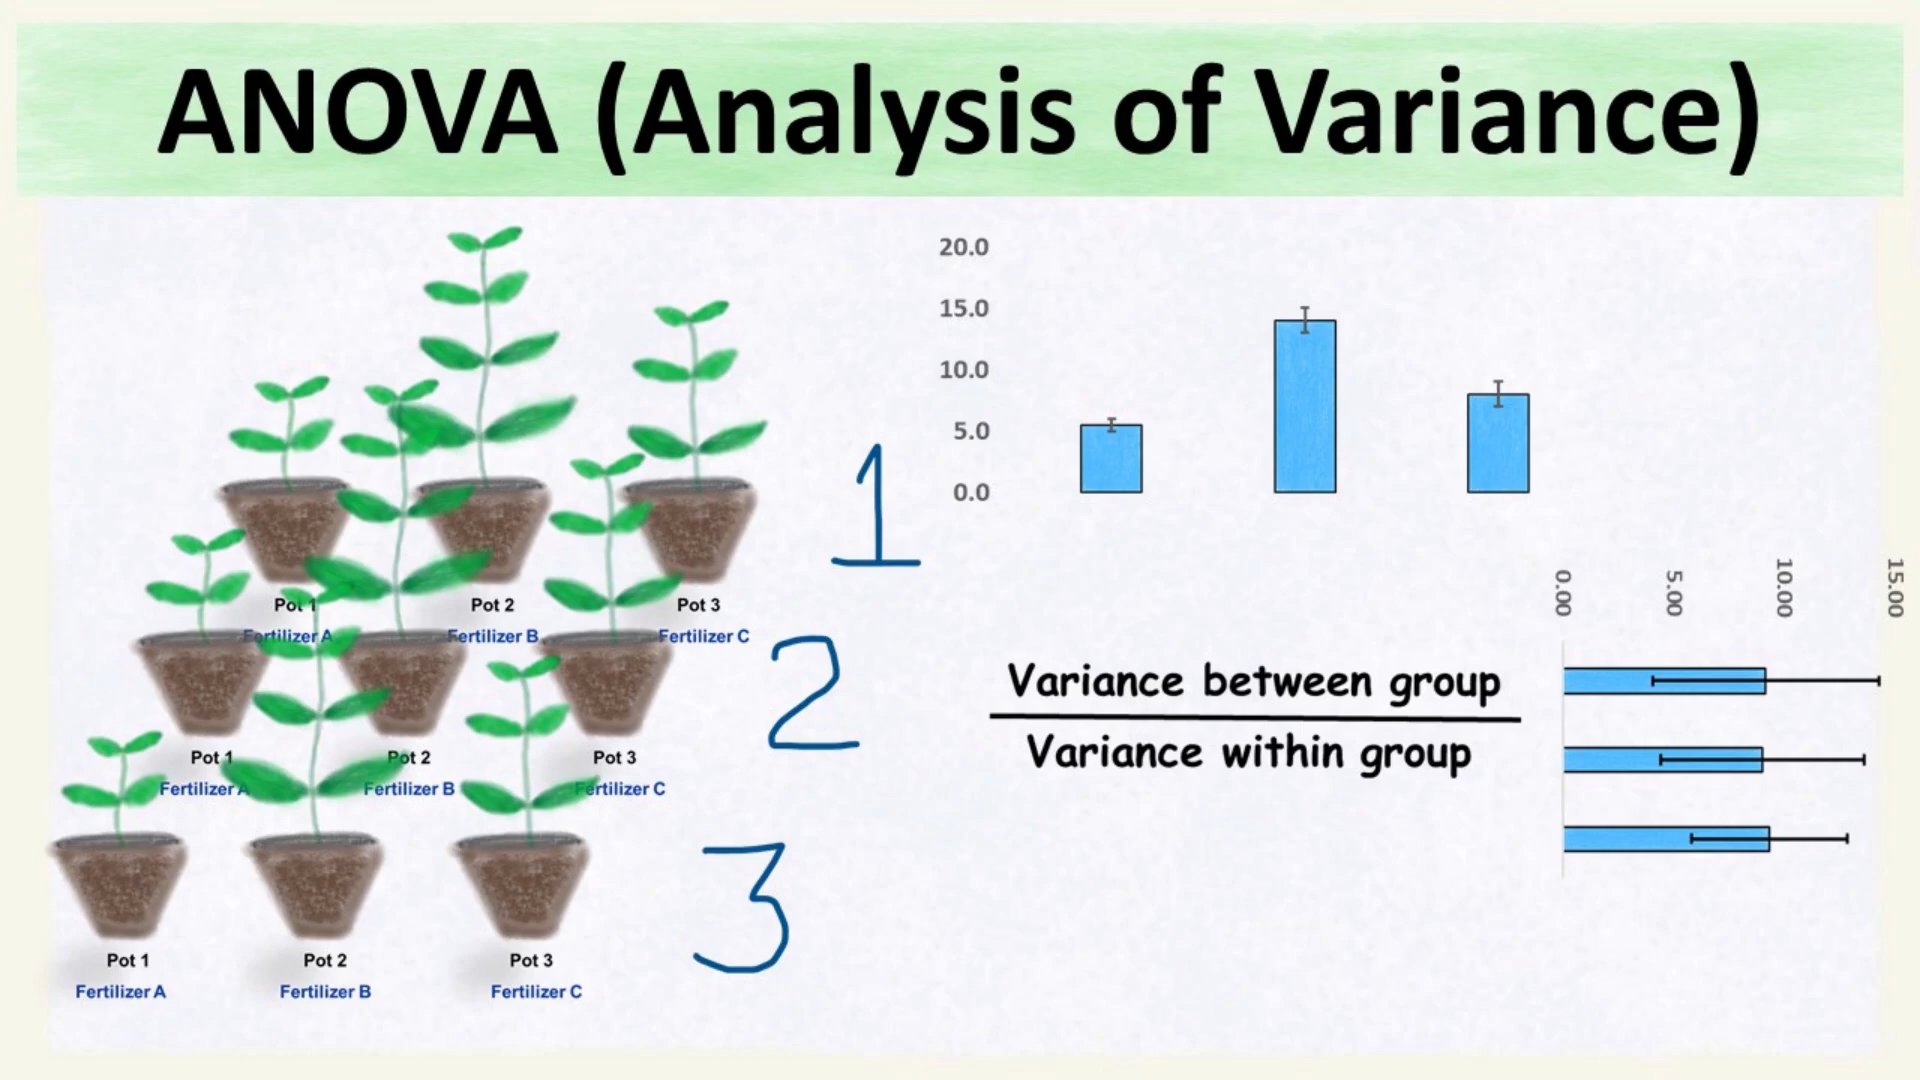 ANOVA (Analysis of Variance)
20.0
15.0
10.0
5.0
0.0
1
Pot 1 Pot 2 Pot 3
Fertilizer A Fertilizer B Fertilizer C
2
Pot 1 Pot 2 Pot 3
Fertilizer A Fertilizer B Fertilizer C
3
Pot 1 Pot 2 Pot 3
Fertilizer A Fertilizer B Fertilizer C
0.00 5.00 10.00 15.00
Variance between group
Variance within group